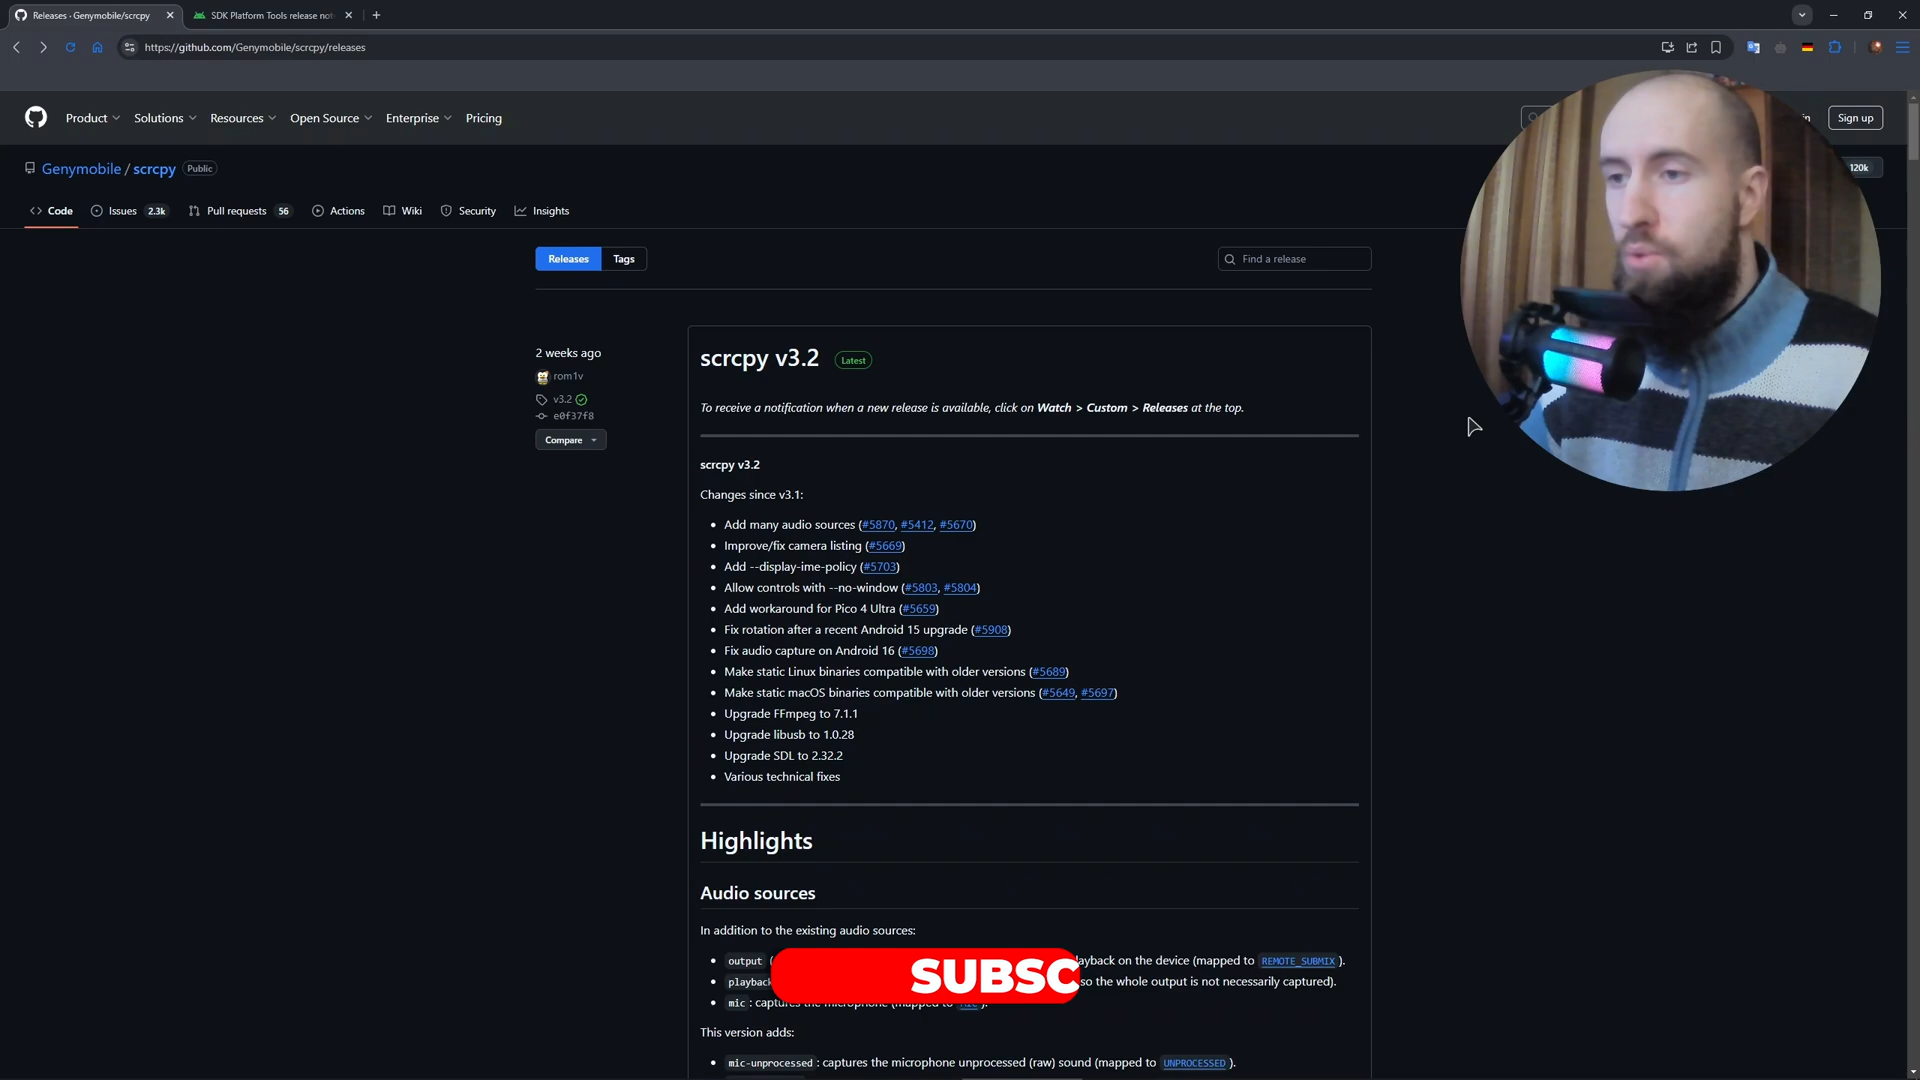 Releases · Genymobile/scrcpy
SDK Platform Tools release no
https://github.com/Genymobile/scrcpy/releases
Product
Solutions
Resources
Open Source
Enterprise
Pricing
Sign up
Genymobile / scrcpy Public
120k
Code
Issues 2.3k
Pull requests 56
Actions
Wiki
Security
Insights
Releases
Tags
Find a release
2 weeks ago
rom1v
v3.2
e0f37f8
Compare
scrcpy v3.2 Latest
To receive a notification when a new release is available, click on Watch > Custom > Releases at the top.
scrcpy v3.2
Changes since v3.1:
Add many audio sources (#5870, #5412, #5670)
Improve/fix camera listing (#5669)
Add --display-ime-policy (#5703)
Allow controls with --no-window (#5803, #5804)
Add workaround for Pico 4 Ultra (#5659)
Fix rotation after a recent Android 15 upgrade (#5908)
Fix audio capture on Android 16 (#5698)
Make static Linux binaries compatible with older versions (#5689)
Make static macOS binaries compatible with older versions (#5649, #5697)
Upgrade FFmpeg to 7.1.1
Upgrade libusb to 1.0.28
Upgrade SDL to 2.32.2
Various technical fixes
Highlights
Audio sources
In addition to the existing audio sources:
output ( layback on the device (mapped to REMOTE_SUBMIX ).
playback so the whole output is not necessarily captured).
SUBSC
mic : captures the microphone (mapped to MIC ).
This version adds:
mic-unprocessed : captures the microphone unprocessed (raw) sound (mapped to UNPROCESSED ).